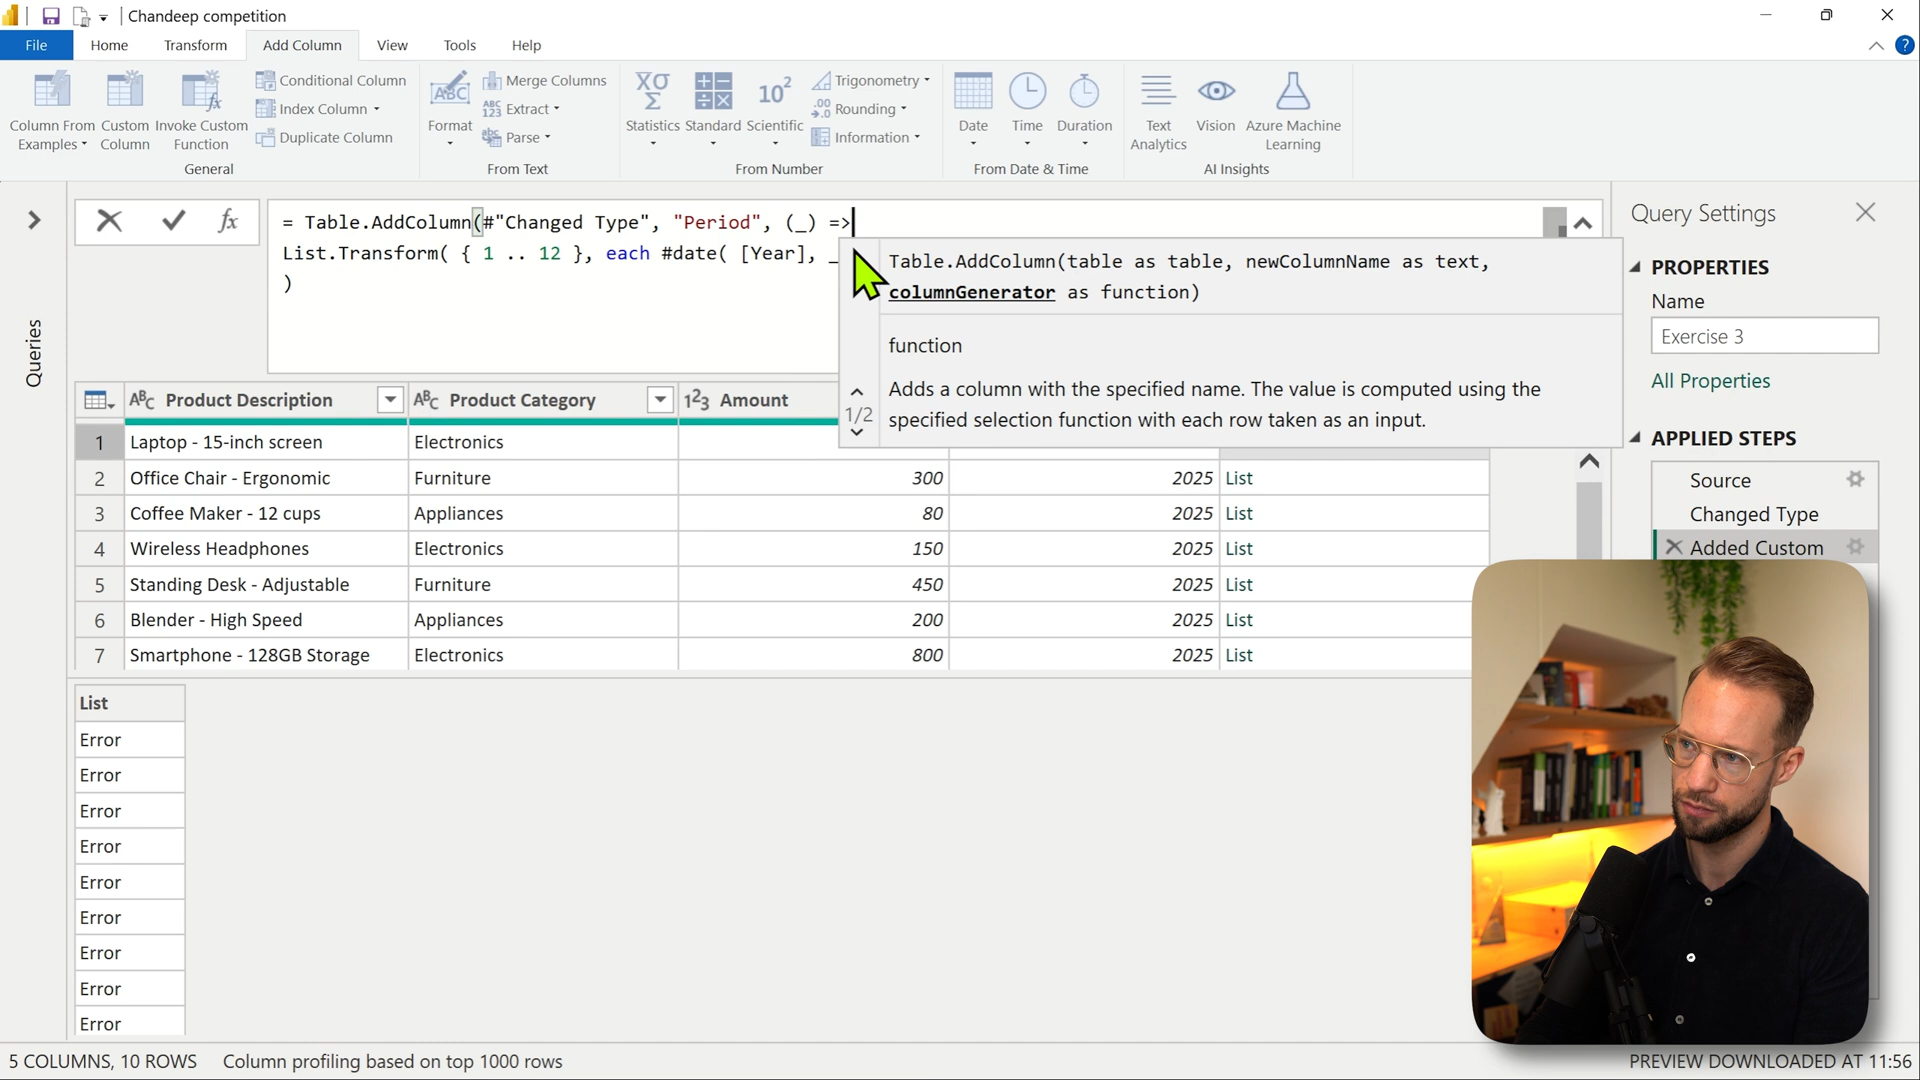 Chandeep competition
File Home Transform Add Column View Tools Help
Column From Examples
Custom Column
Invoke Custom Function
Conditional Column
Index Column
Duplicate Column
General
Format
Merge Columns
Extract
Parse
From Text
Statistics
Standard
Scientific
Trigonometry
Rounding
Information
From Number
Date
Time
Duration
From Date & Time
Text Analytics
Vision
Azure Machine Learning
AI Insights
= Table.AddColumn(#"Changed Type", "Period", (_) =>
List.Transform( { 1 .. 12 }, each #date( [Year], _
)
Table.AddColumn(table as table, newColumnName as text,
columnGenerator as function)
function
Adds a column with the specified name. The value is computed using the
specified selection function with each row taken as an input.
1/2
Queries
Product Description Product Category Amount
1 Laptop - 15-inch screen Electronics
2 Office Chair - Ergonomic Furniture 300 2025 List
3 Coffee Maker - 12 cups Appliances 80 2025 List
4 Wireless Headphones Electronics 150 2025 List
5 Standing Desk - Adjustable Furniture 450 2025 List
6 Blender - High Speed Appliances 200 2025 List
7 Smartphone - 128GB Storage Electronics 800 2025 List
List
Error
Error
Error
Error
Error
Error
Error
Error
Error
Query Settings
PROPERTIES
Name
Exercise 3
All Properties
APPLIED STEPS
Source
Changed Type
Added Custom
5 COLUMNS, 10 ROWS Column profiling based on top 1000 rows
PREVIEW DOWNLOADED AT 11:56